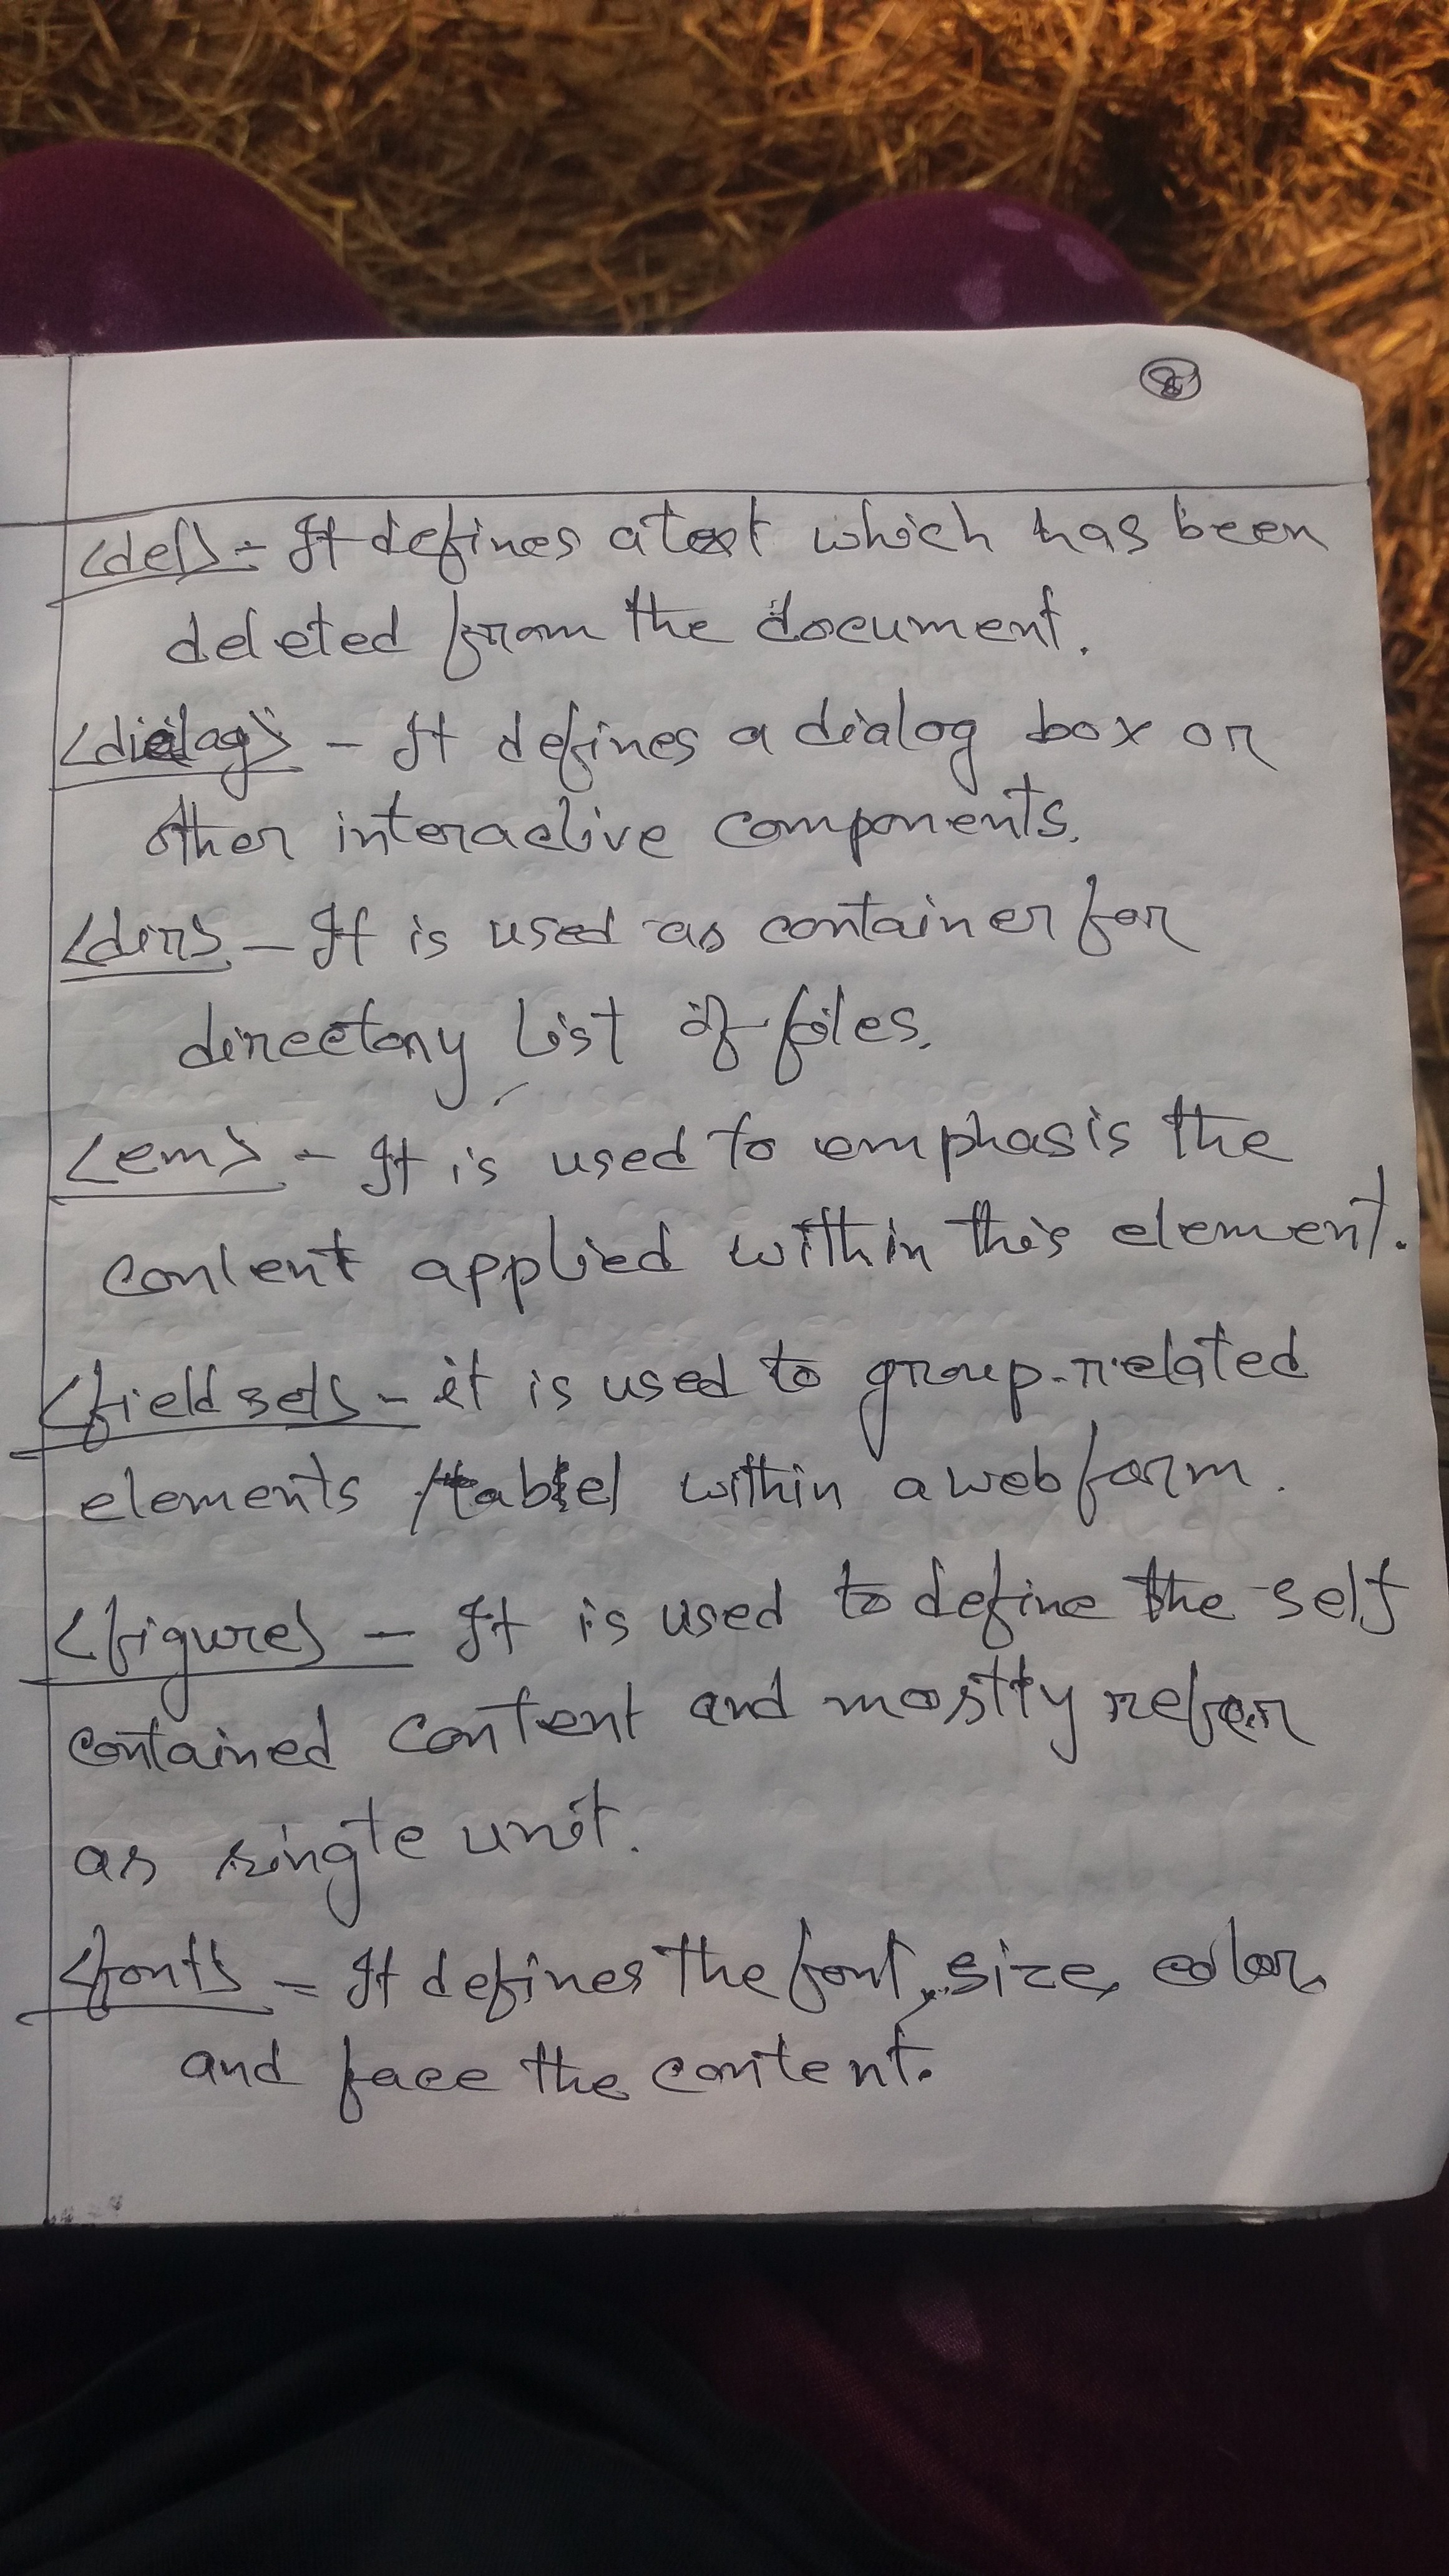 <del> - It defines a text which has been
deleted from the document.
<dialog> - It defines a dialog box or
other interactive components.
<dir> - It is used as container for
directory list of files.
<em> - It is used to emphasis the
content applied within this element.
<fieldset> - it is used to group related
elements / label within a web form.
<figure> - It is used to define the self
contained content and mostly refer
as single unit.
<font> - It defines the font, size, color,
and face the content.